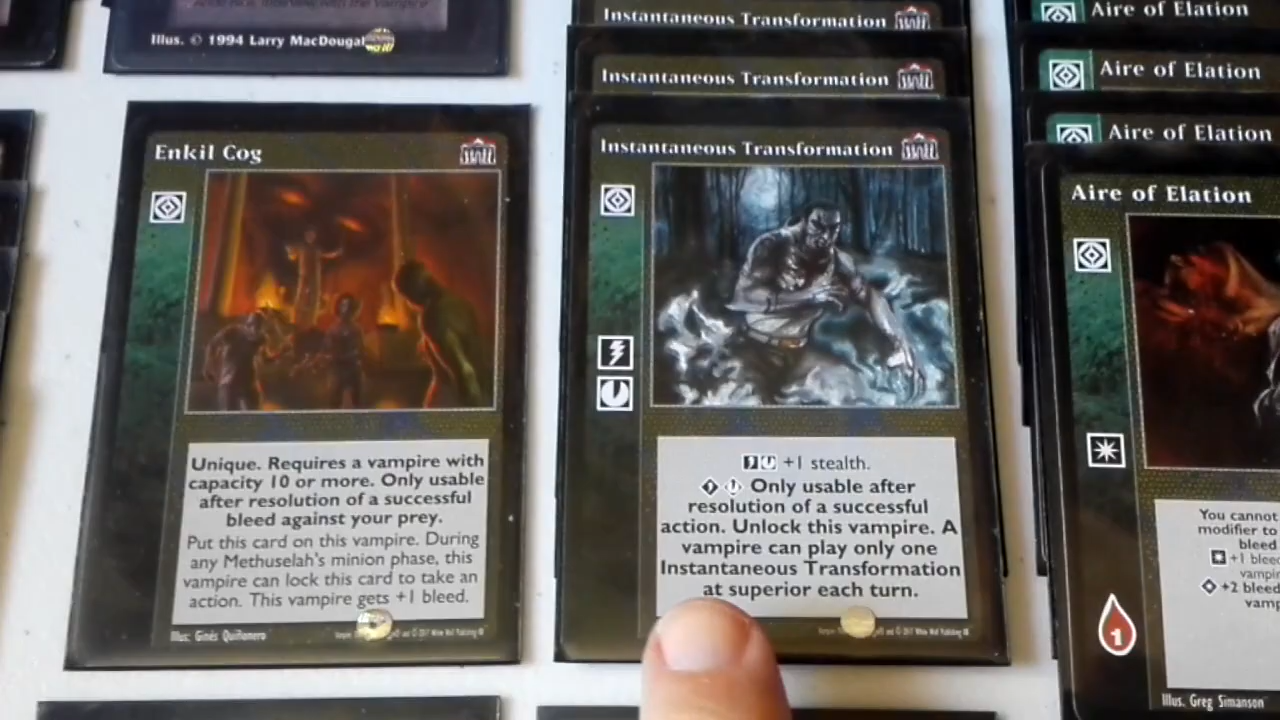 Illus. © 1994 Larry MacDougal
Enkil Cog
Unique. Requires a vampire with
capacity 10 or more. Only usable
after resolution of a successful
bleed against your prey.
Put this card on this vampire. During
any Methuselah's minion phase, this
vampire can lock this card to take an
action. This vampire gets +1 bleed.
Illus: Ginés Quiñonero
Instantaneous Transformation
Instantaneous Transformation
Instantaneous Transformation
+1 stealth.
Only usable after
resolution of a successful
action. Unlock this vampire. A
vampire can play only one
Instantaneous Transformation
at superior each turn.
Aire of Elation
Aire of Elation
Aire of Elation
Aire of Elation
You cannot
modifier to
bleed
+1 blee
vampi
+2 bleed
vamp
1
Illus. Greg Simanson